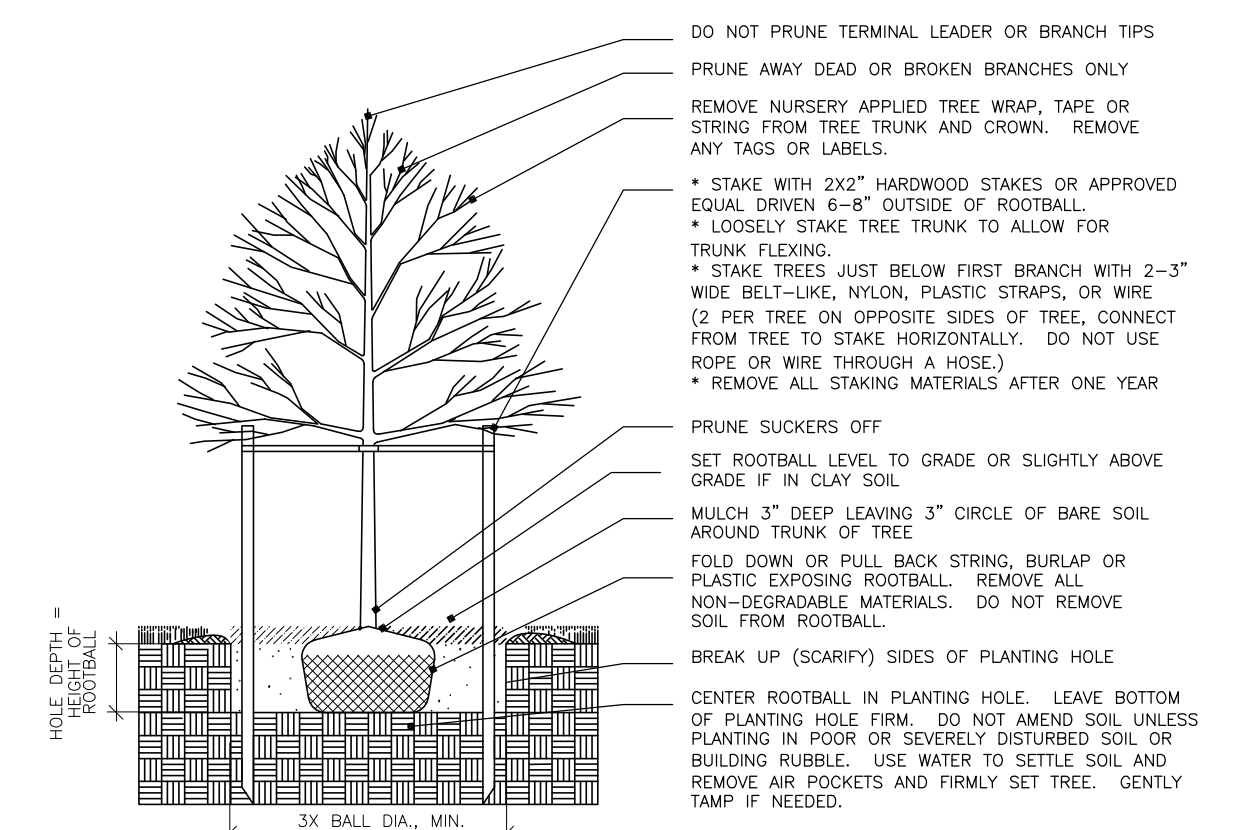 DO NOT PRUNE TERMINAL LEADER OR BRANCH TIPS
PRUNE AWAY DEAD OR BROKEN BRANCHES ONLY
REMOVE NURSERY APPLIED TREE WRAP, TAPE OR
STRING FROM TREE TRUNK AND CROWN. REMOVE
ANY TAGS OR LABELS.
* STAKE WITH 2X2" HARDWOOD STAKES OR APPROVED
EQUAL DRIVEN 6-8" OUTSIDE OF ROOTBALL.
* LOOSELY STAKE TREE TRUNK TO ALLOW FOR
TRUNK FLEXING.
* STAKE TREES JUST BELOW FIRST BRANCH WITH 2-3"
WIDE BELT-LIKE, NYLON, PLASTIC STRAPS, OR WIRE
(2 PER TREE ON OPPOSITE SIDES OF TREE, CONNECT
FROM TREE TO STAKE HORIZONTALLY. DO NOT USE
ROPE OR WIRE THROUGH A HOSE.)
* REMOVE ALL STAKING MATERIALS AFTER ONE YEAR
PRUNE SUCKERS OFF
SET ROOTBALL LEVEL TO GRADE OR SLIGHTLY ABOVE
GRADE IF IN CLAY SOIL
MULCH 3" DEEP LEAVING 3" CIRCLE OF BARE SOIL
AROUND TRUNK OF TREE
FOLD DOWN OR PULL BACK STRING, BURLAP OR
PLASTIC EXPOSING ROOTBALL. REMOVE ALL
NON-DEGRADABLE MATERIALS. DO NOT REMOVE
SOIL FROM ROOTBALL.
BREAK UP (SCARIFY) SIDES OF PLANTING HOLE
CENTER ROOTBALL IN PLANTING HOLE. LEAVE BOTTOM
OF PLANTING HOLE FIRM. DO NOT AMEND SOIL UNLESS
PLANTING IN POOR OR SEVERELY DISTURBED SOIL OR
BUILDING RUBBLE. USE WATER TO SETTLE SOIL AND
REMOVE AIR POCKETS AND FIRMLY SET TREE. GENTLY
TAMP IF NEEDED.
HOLE DEPTH =
HEIGHT OF
ROOTBALL
3X BALL DIA., MIN.